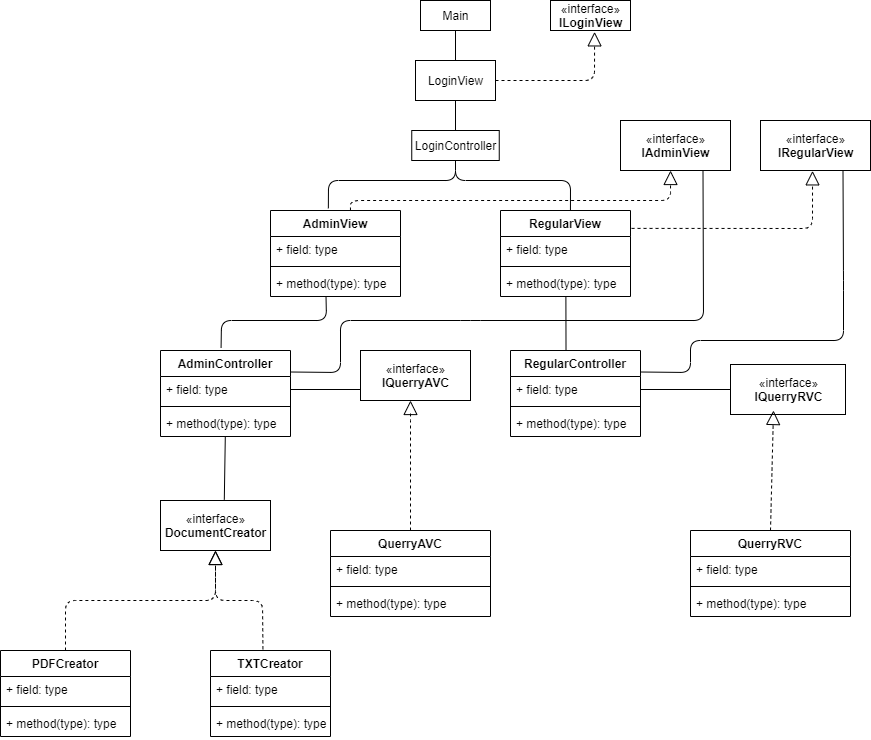 Main
«interface»
ILoginView
LoginView
LoginController
«interface»
IAdminView
«interface»
IRegularView
AdminView
+ field: type
+ method(type): type
RegularView
+ field: type
+ method(type): type
AdminController
+ field: type
+ method(type): type
«interface»
IQuerryAVC
RegularController
+ field: type
+ method(type): type
«interface»
IQuerryRVC
«interface»
DocumentCreator
QuerryAVC
+ field: type
+ method(type): type
QuerryRVC
+ field: type
+ method(type): type
PDFCreator
+ field: type
+ method(type): type
TXTCreator
+ field: type
+ method(type): type